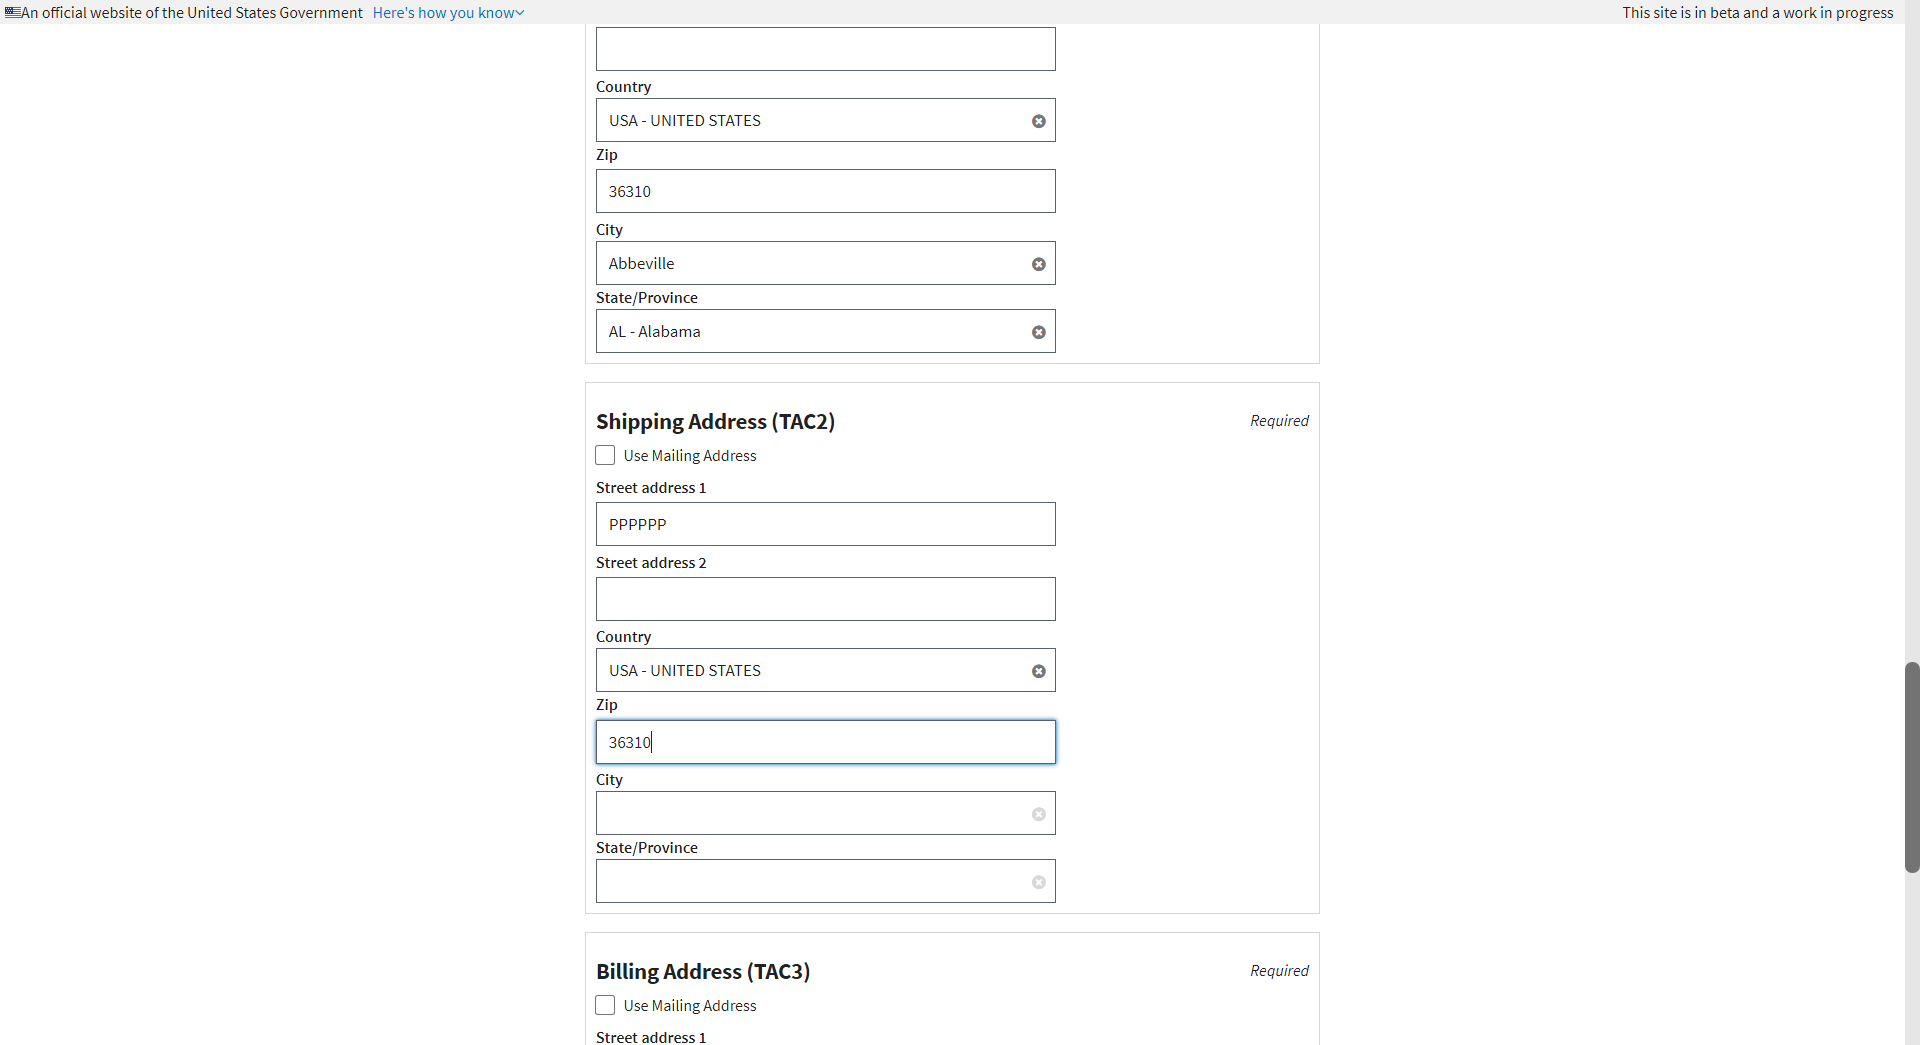 An official website of the United States Government Here's how you know
This site is in beta and a work in progress
Country
USA - UNITED STATES
Zip
36310
City
Abbeville
State/Province
AL - Alabama
Shipping Address (TAC2)
Required
Use Mailing Address
Street address 1
PPPPPP
Street address 2
Country
USA - UNITED STATES
Zip
36310
City
State/Province
Billing Address (TAC3)
Required
Use Mailing Address
Street address 1